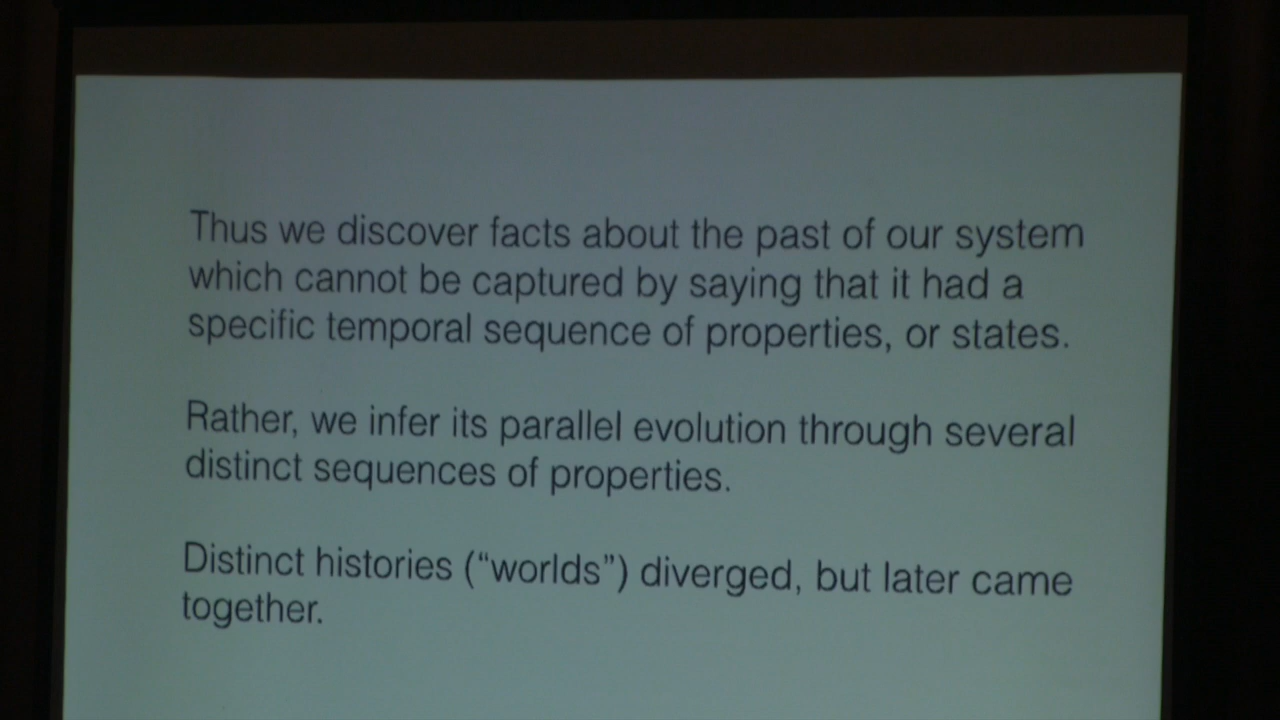 Thus we discover facts about the past of our system
which cannot be captured by saying that it had a
specific temporal sequence of properties, or states.
Rather, we infer its parallel evolution through several
distinct sequences of properties.
Distinct histories (“worlds”) diverged, but later came
together.